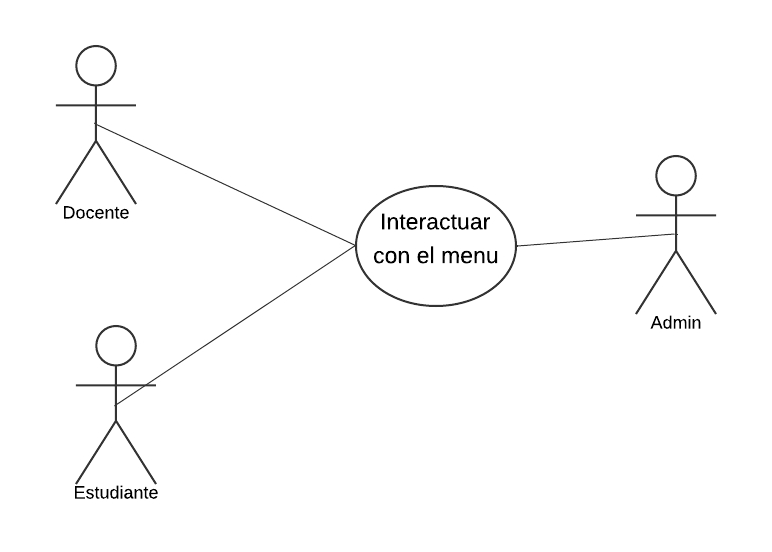 Docente
Interactuar
con el menu
Admin
Estudiante